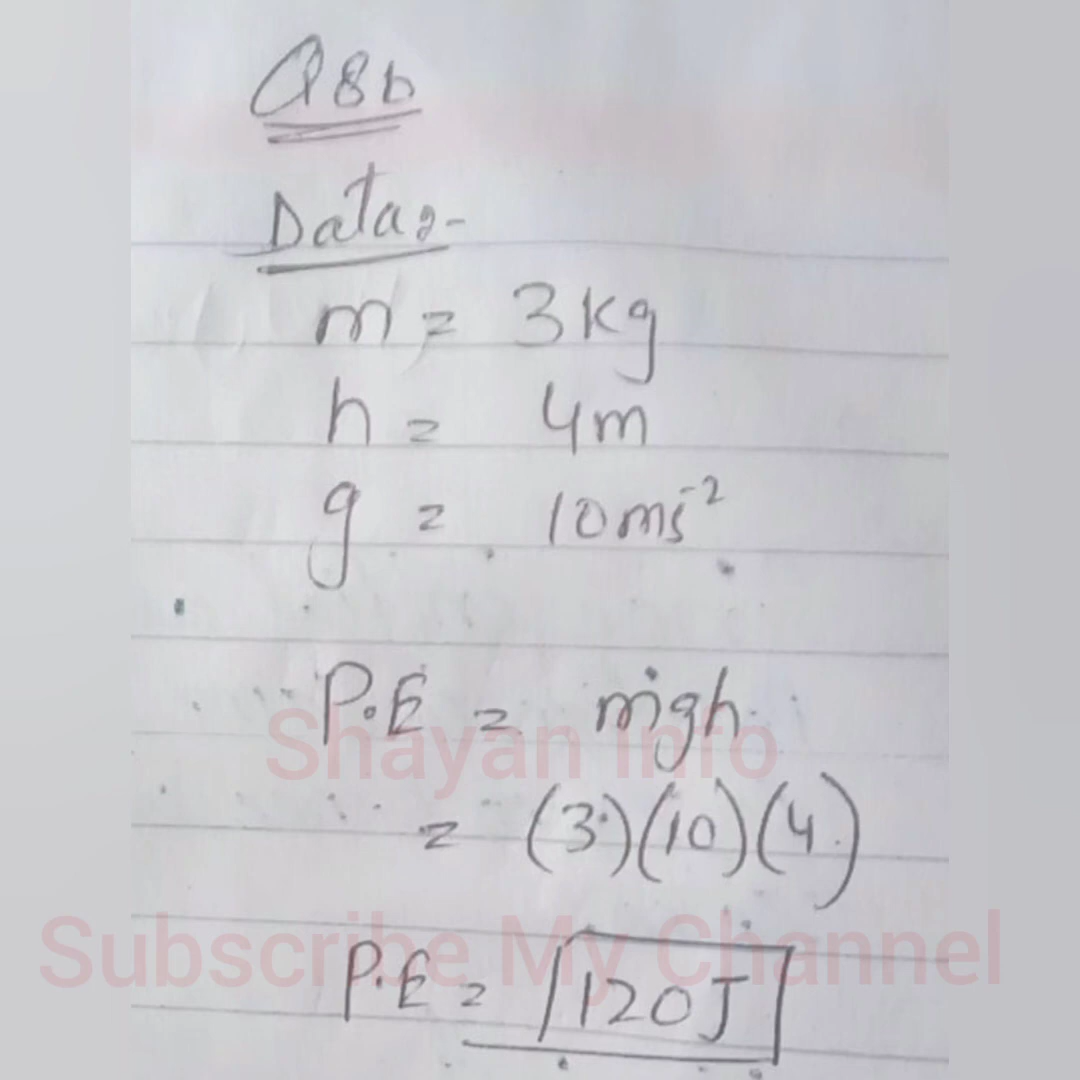 Q8b
Data:-
m = 3kg
h = 4m
g = 10ms⁻²
P.E = mgh
Shayan Info
= (3)(10)(4)
Subscribe My Channel
P.E = 120J